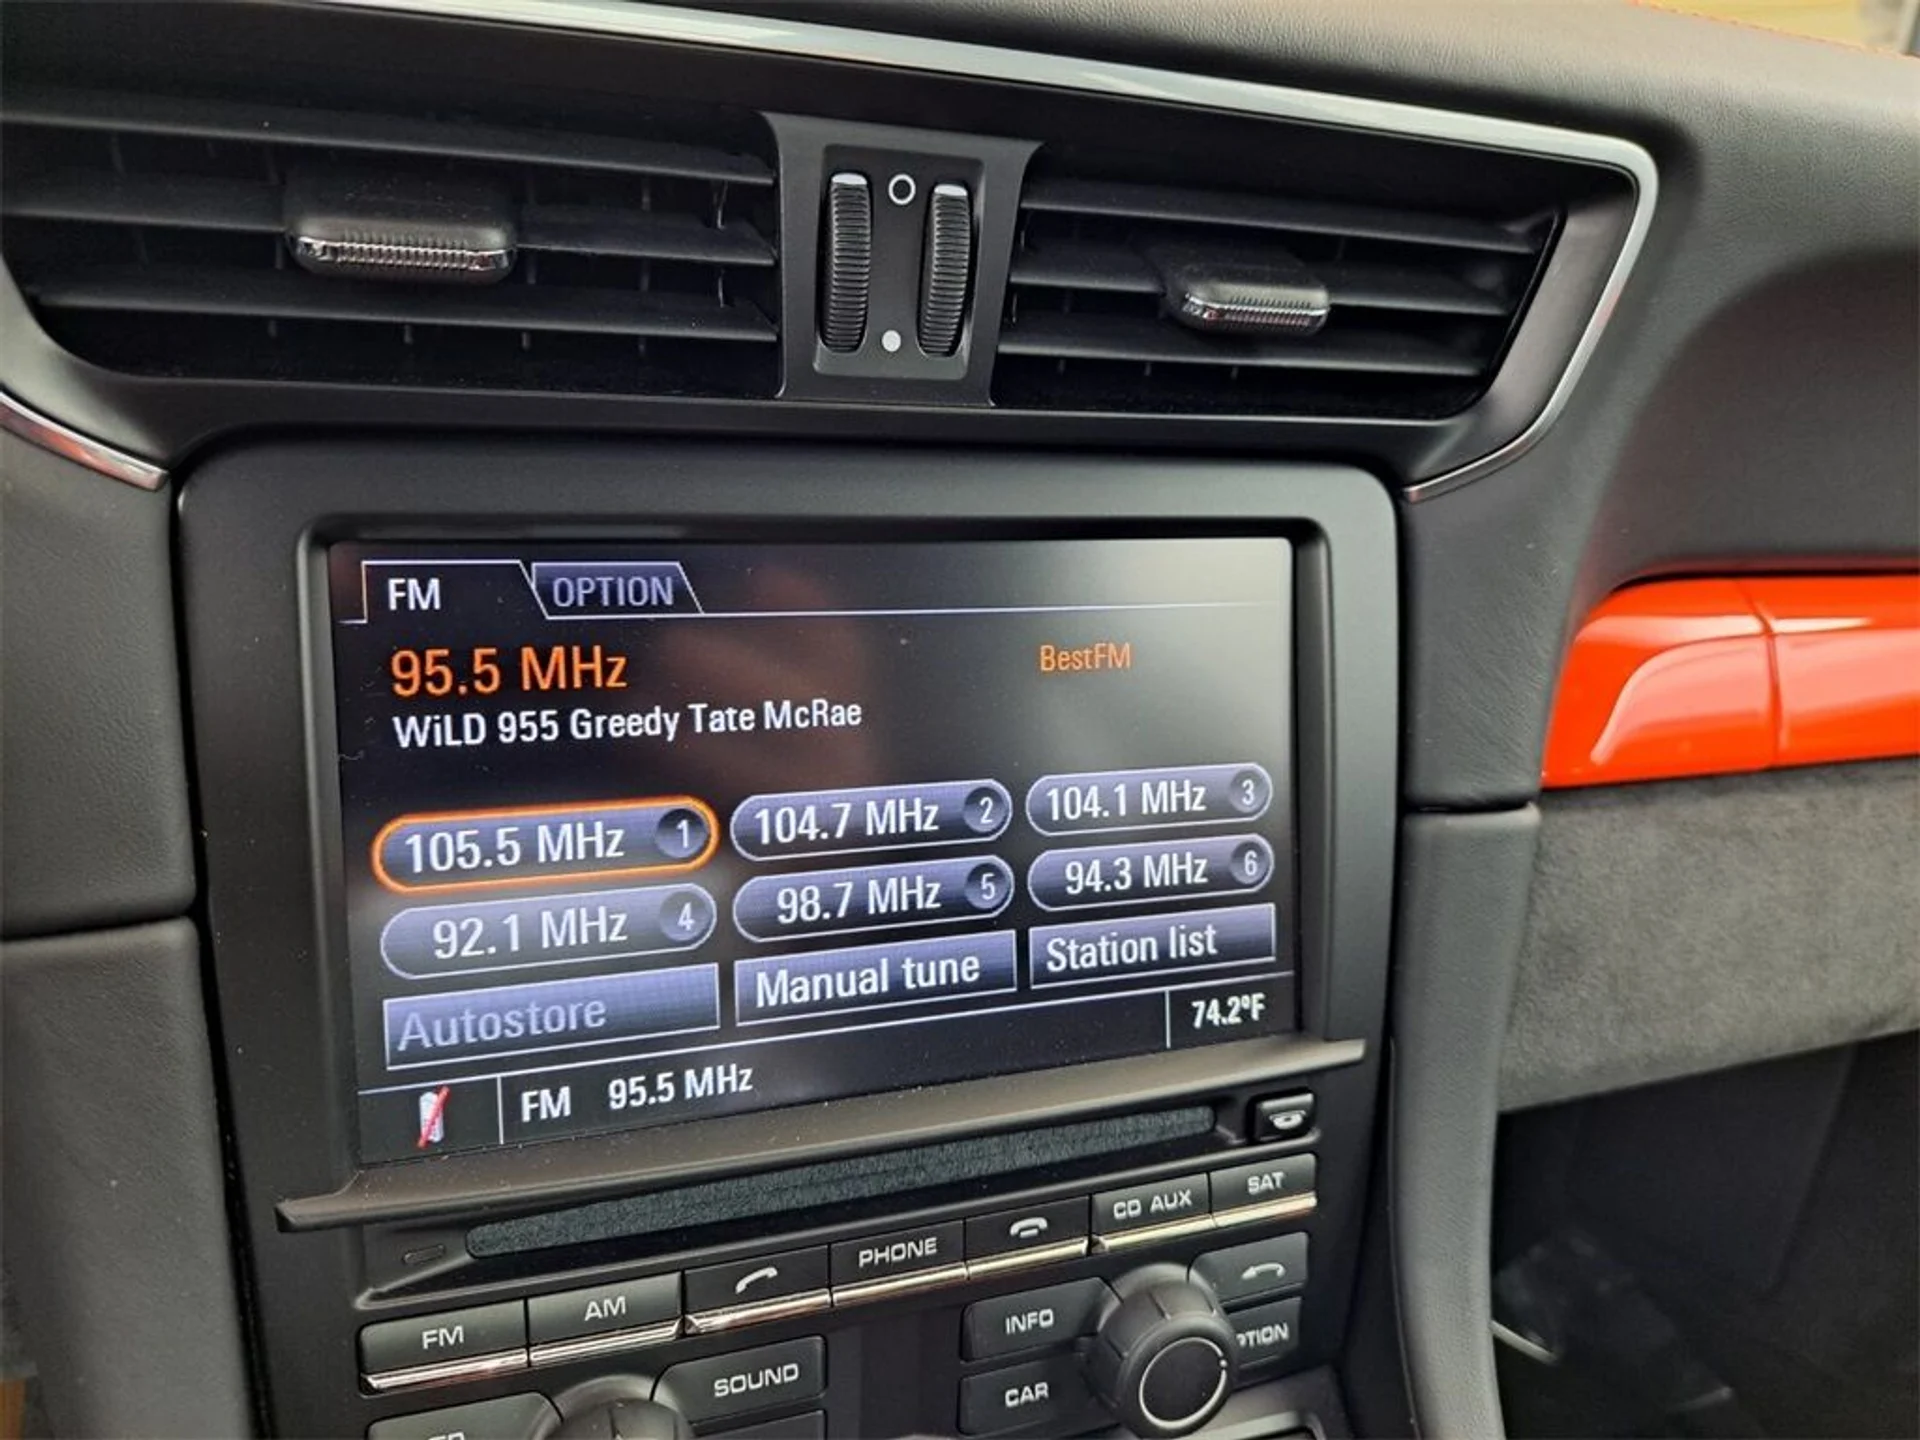 FM OPTION
95.5 MHz BestFM
WiLD 955 Greedy Tate McRae
105.5 MHz 1 104.7 MHz 2 104.1 MHz 3
92.1 MHz 4 98.7 MHz 5 94.3 MHz 6
Autostore Manual tune Station list
74.2ºF
FM 95.5 MHz
FM AM PHONE CD AUX SAT
SOUND INFO PTION
CAR